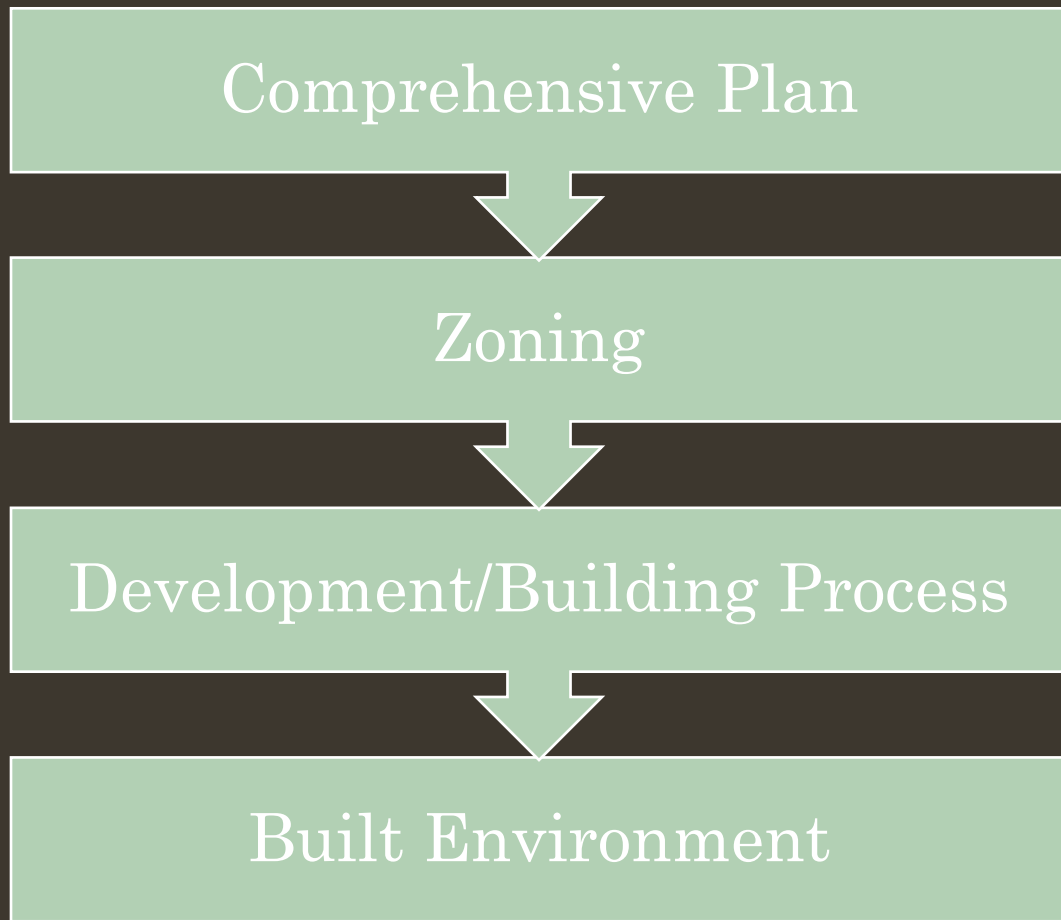 Comprehensive Plan
Zoning
Development/Building Process
Built Environment